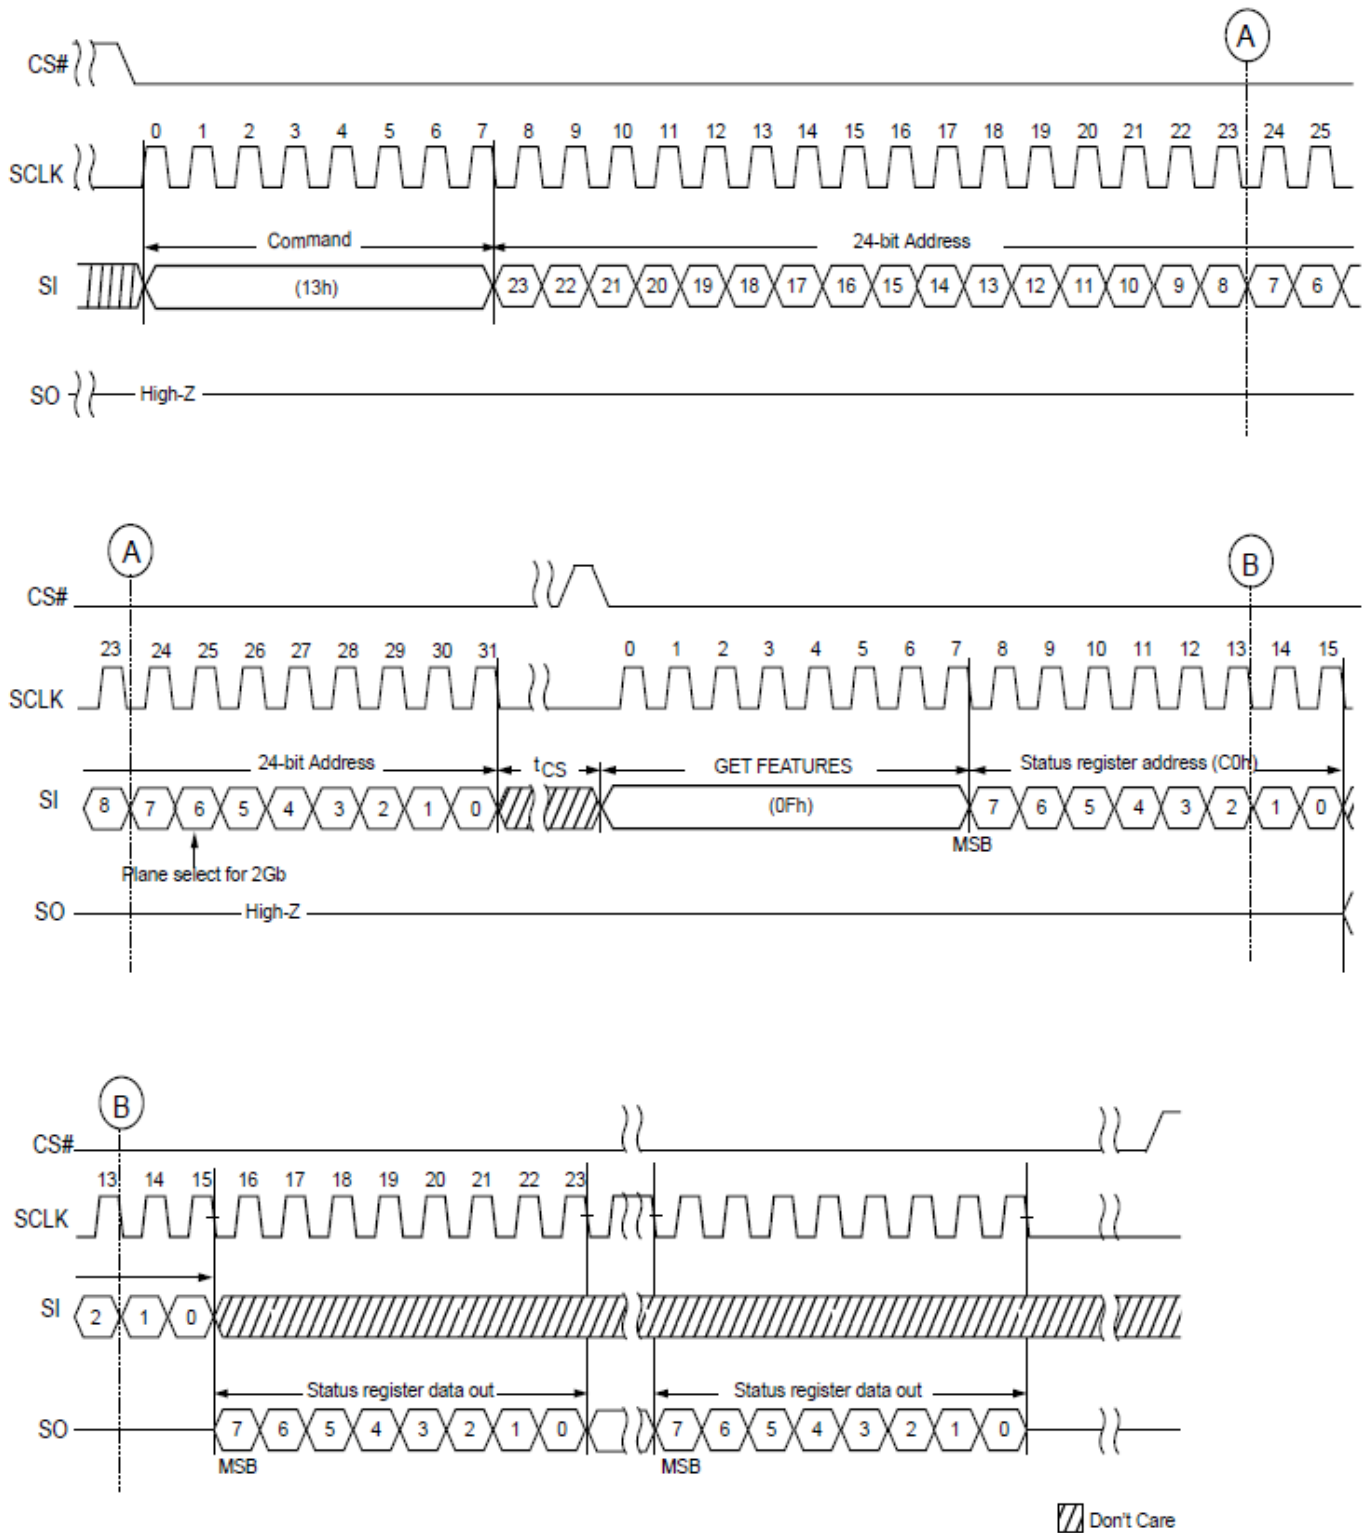 A
CS#
0 1 2 3 4 5 6 7 8 9 10 11 12 13 14 15 16 17 18 19 20 21 22 23 24 25
SCLK
Command 24-bit Address
SI (13h) 23 22 21 20 19 18 17 16 15 14 13 12 11 10 9 8 7 6
SO High-Z
A B
CS#
23 24 25 26 27 28 29 30 31 0 1 2 3 4 5 6 7 8 9 10 11 12 13 14 15
SCLK
24-bit Address tCS GET FEATURES Status register address (C0h)
SI 8 7 6 5 4 3 2 1 0 (0Fh) 7 6 5 4 3 2 1 0
MSB
Plane select for 2Gb
SO High-Z
B
CS#
13 14 15 16 17 18 19 20 21 22 23
SCLK
SI 2 1 0
Status register data out Status register data out
SO 7 6 5 4 3 2 1 0 7 6 5 4 3 2 1 0
MSB MSB
Don't Care